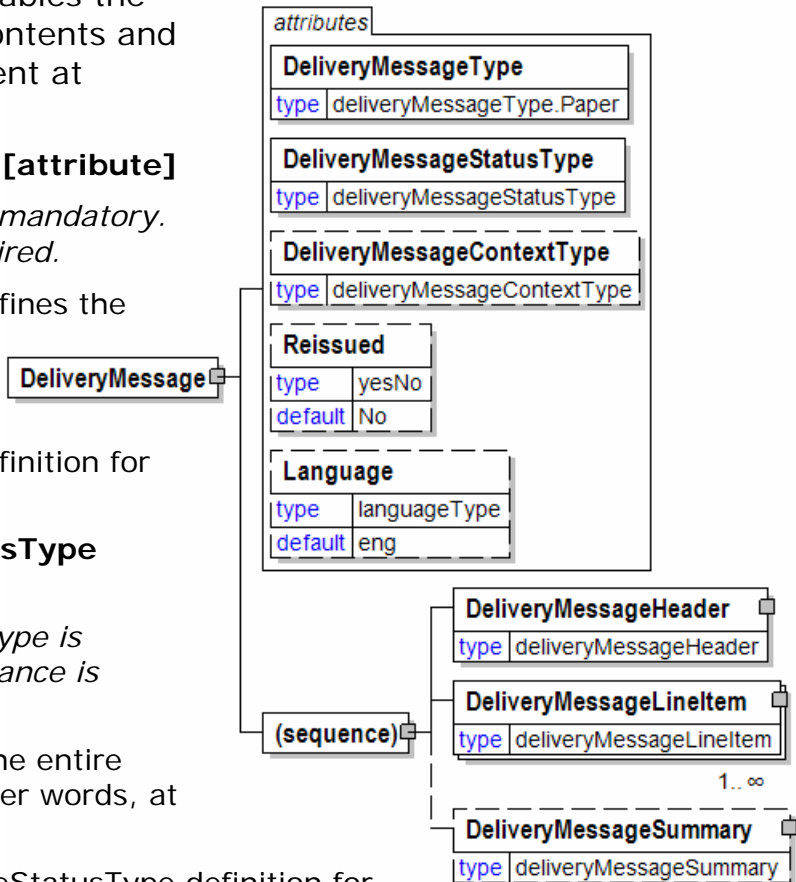 ables the
ontents and
ent at
[attribute]
mandatory.
ired.
fines the
finition for
sType
ype is
ance is
he entire
er words, at
eStatusType definition for
DeliveryMessage
attributes
DeliveryMessageType
type deliveryMessageType.Paper
DeliveryMessageStatusType
type deliveryMessageStatusType
DeliveryMessageContextType
type deliveryMessageContextType
Reissued
type yesNo
default No
Language
type languageType
default eng
(sequence)
DeliveryMessageHeader
type deliveryMessageHeader
DeliveryMessageLineItem
type deliveryMessageLineItem
1..∞
DeliveryMessageSummary
type deliveryMessageSummary